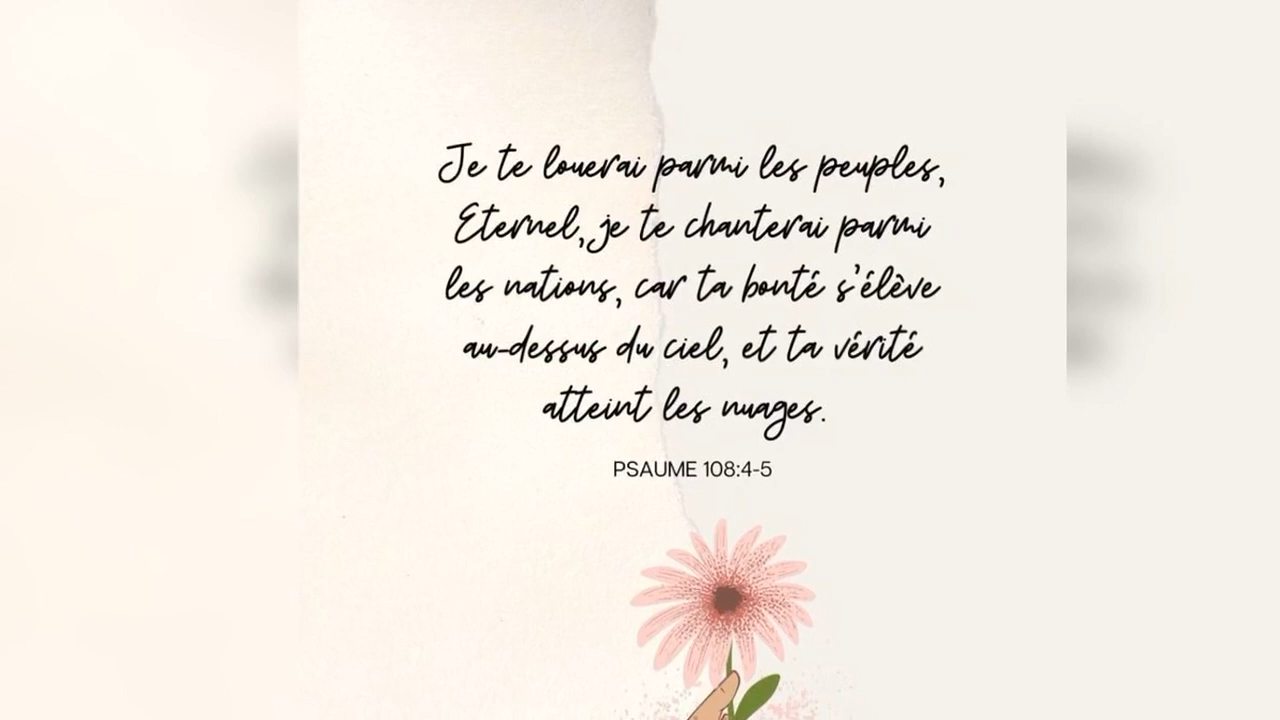 Je te louerai parmi les peuples,
Eternel, je te chanterai parmi
les nations, car ta bonté s'élève
au-dessus du ciel, et ta vérité
atteint les nuages.
PSAUME 108:4-5